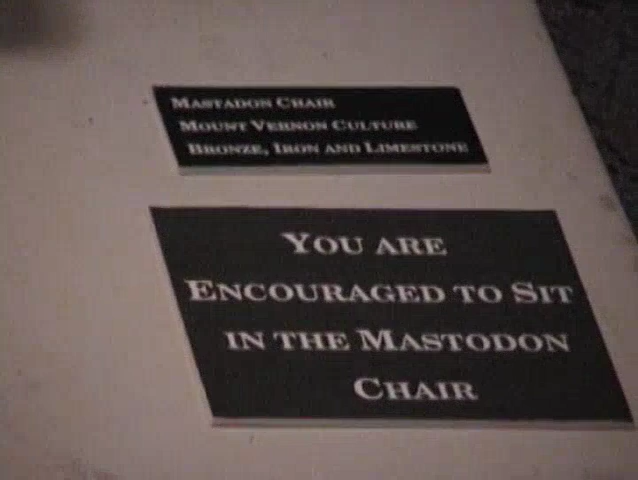 MASTADON CHAIR
MOUNT VERNON CULTURE
BRONZE, IRON AND LIMESTONE
YOU ARE
ENCOURAGED TO SIT
IN THE MASTODON
CHAIR